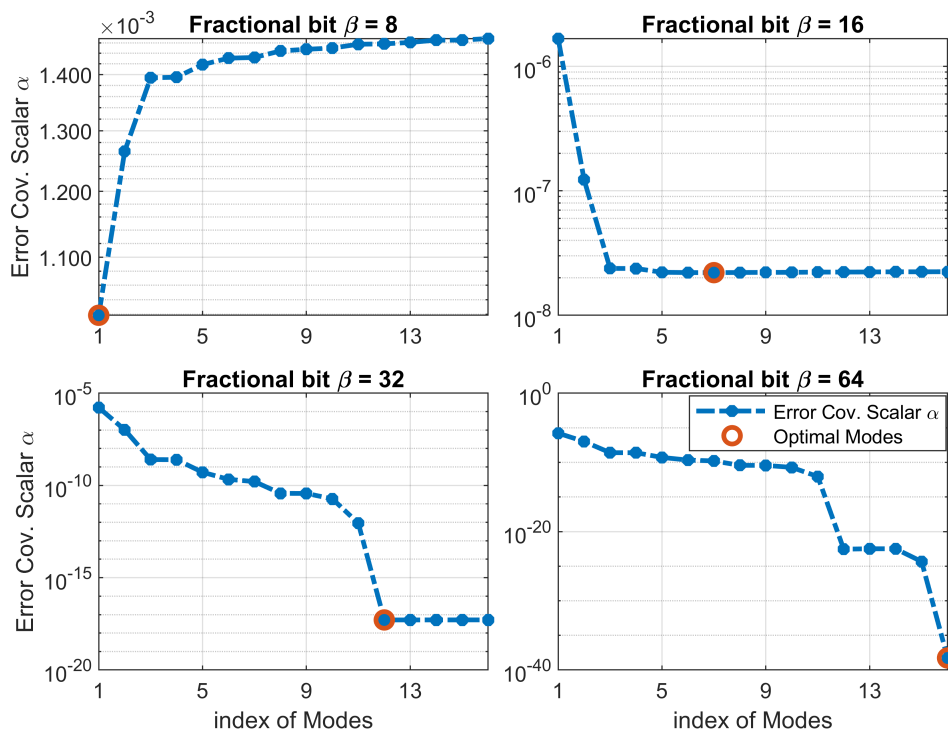 ×10⁻³
Fractional bit β = 8
Error Cov. Scalar α
1.400
1.300
1.200
1.100
1 5 9 13
Fractional bit β = 16
10⁻⁶
10⁻⁷
10⁻⁸
1 5 9 13
Fractional bit β = 32
Error Cov. Scalar α
10⁻⁵
10⁻¹⁰
10⁻¹⁵
10⁻²⁰
1 5 9 13
index of Modes
Fractional bit β = 64
10⁰
10⁻²⁰
10⁻⁴⁰
Error Cov. Scalar α
Optimal Modes
1 5 9 13
index of Modes